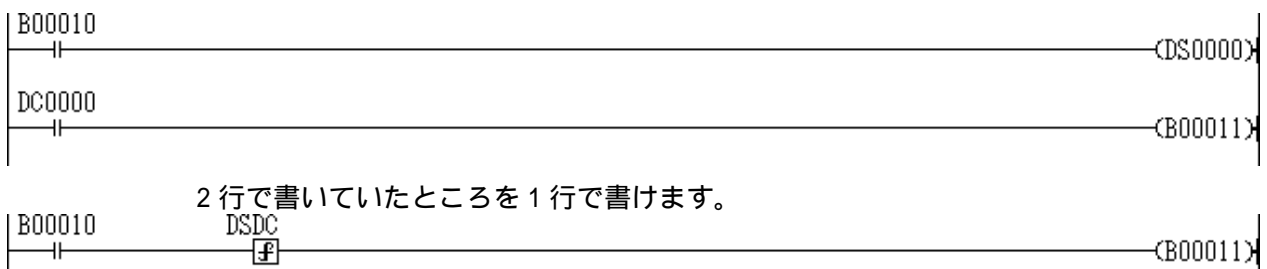 B00010
(DS0000)
DC0000
(B00011)
2行で書いていたところを1行で書けます。
B00010 DSDC
f (B00011)